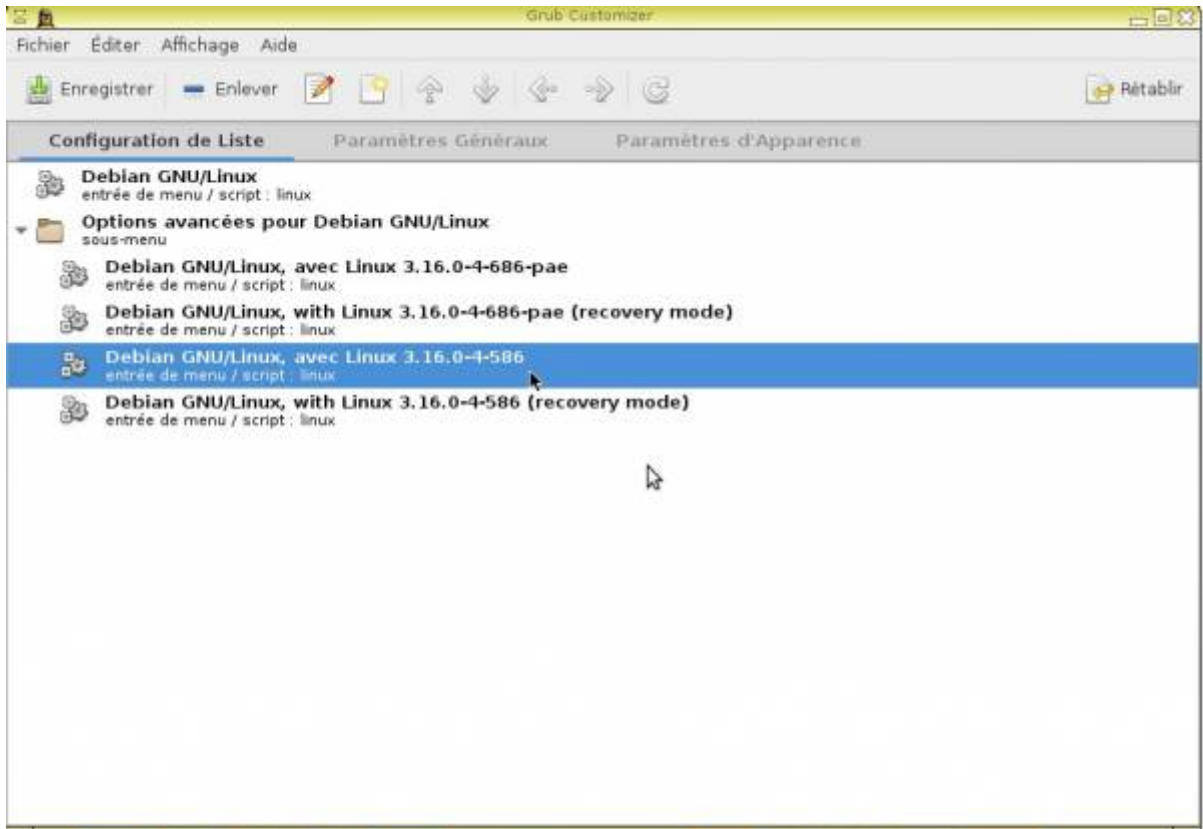 Grub Customizer
Fichier Éditer Affichage Aide
Enregistrer Enlever Rétablir
Configuration de Liste Paramètres Généraux Paramètres d'Apparence
Debian GNU/Linux
entrée de menu / script : linux
Options avancées pour Debian GNU/Linux
sous-menu
Debian GNU/Linux, avec Linux 3.16.0-4-686-pae
entrée de menu / script : linux
Debian GNU/Linux, with Linux 3.16.0-4-686-pae (recovery mode)
entrée de menu / script : linux
Debian GNU/Linux, avec Linux 3.16.0-4-586
entrée de menu / script : linux
Debian GNU/Linux, with Linux 3.16.0-4-586 (recovery mode)
entrée de menu / script : linux